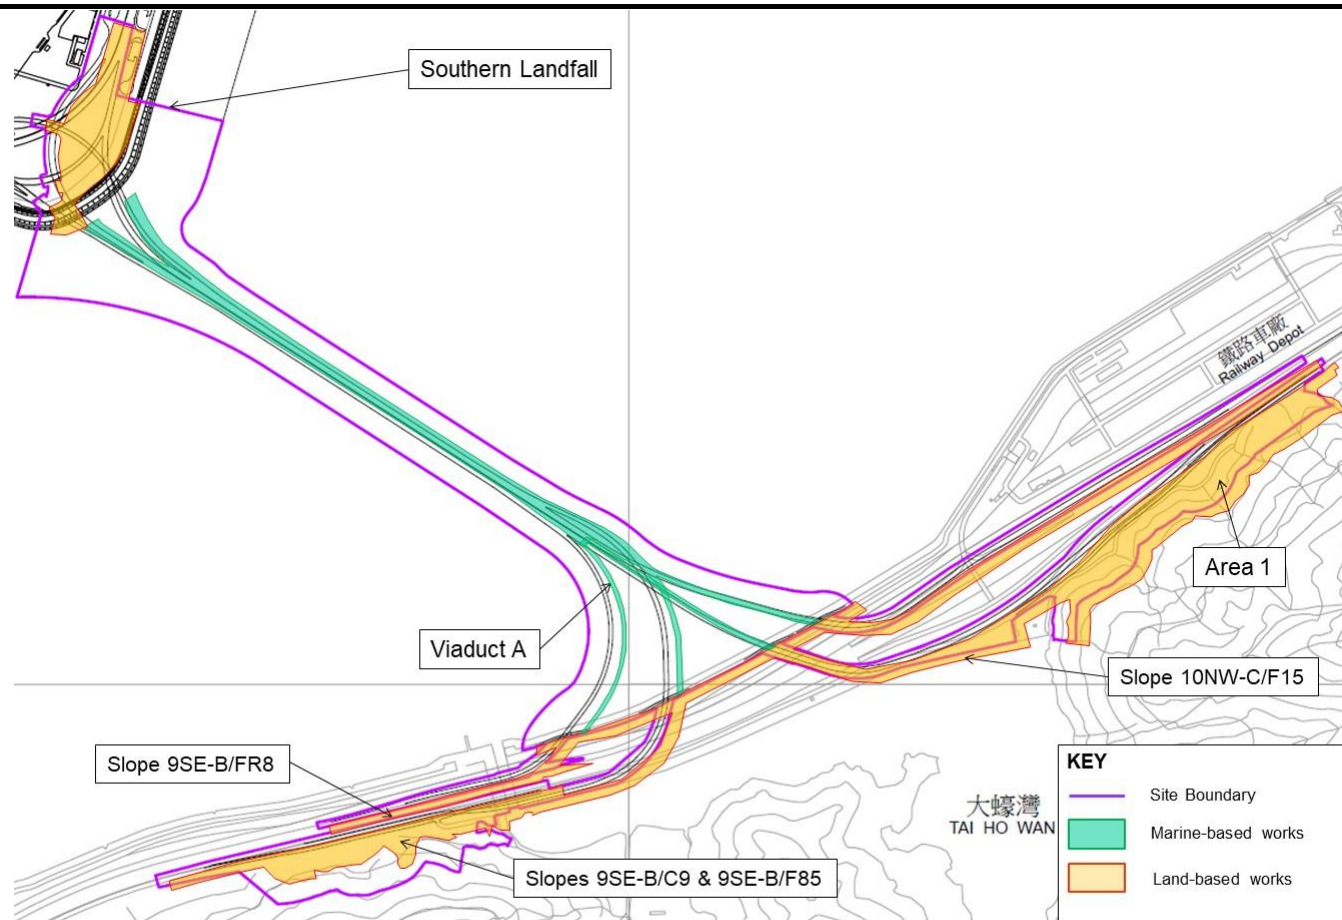 Southern Landfall
鐵路車廠
Railway Depot
Area 1
Viaduct A
Slope 10NW-C/F15
Slope 9SE-B/FR8
大蠔灣
TAI HO WAN
Slopes 9SE-B/C9 & 9SE-B/F85
KEY
Site Boundary
Marine-based works
Land-based works